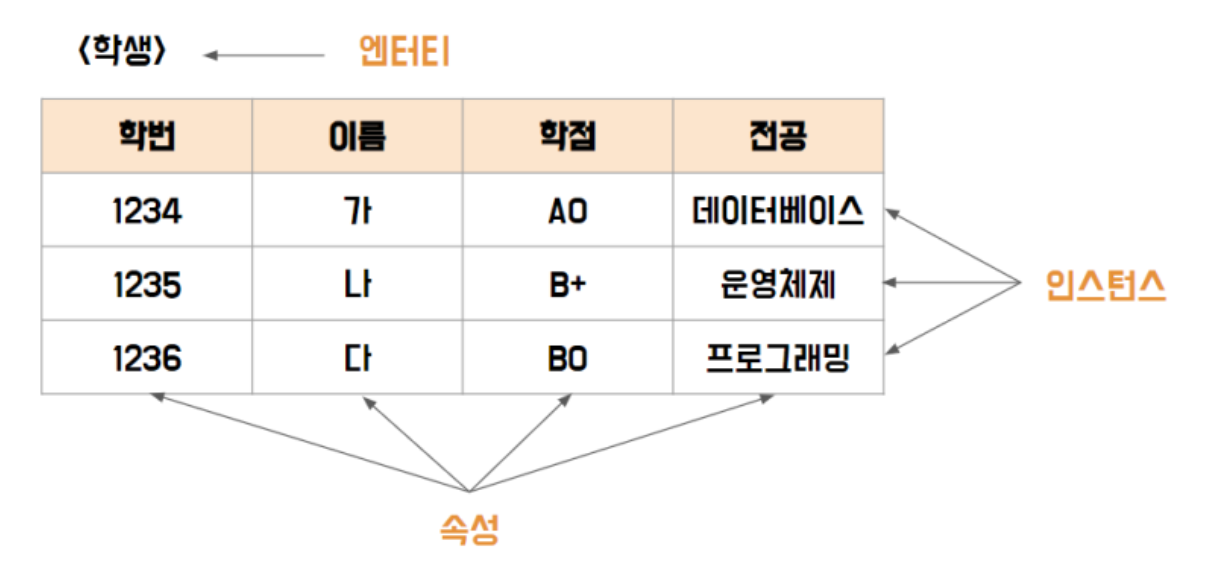 <학생> 엔터티
학번 이름 학점 전공
1234 가 A0 데이터베이스
1235 나 B+ 운영체제
1236 다 B0 프로그래밍
인스턴스
속성